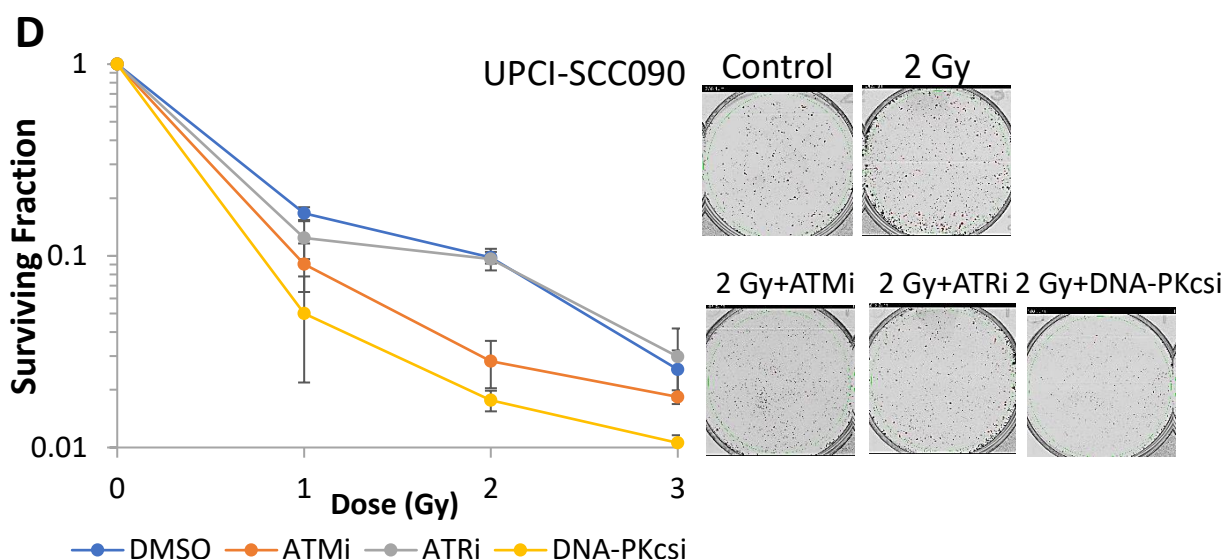 D
UPCI-SCC090
Control
2 Gy
1
0.1
0.01
Surviving Fraction
0
1
2
3
Dose (Gy)
2 Gy+ATMi
2 Gy+ATRi
2 Gy+DNA-PKcsi
DMSO
ATMi
ATRi
DNA-PKcsi